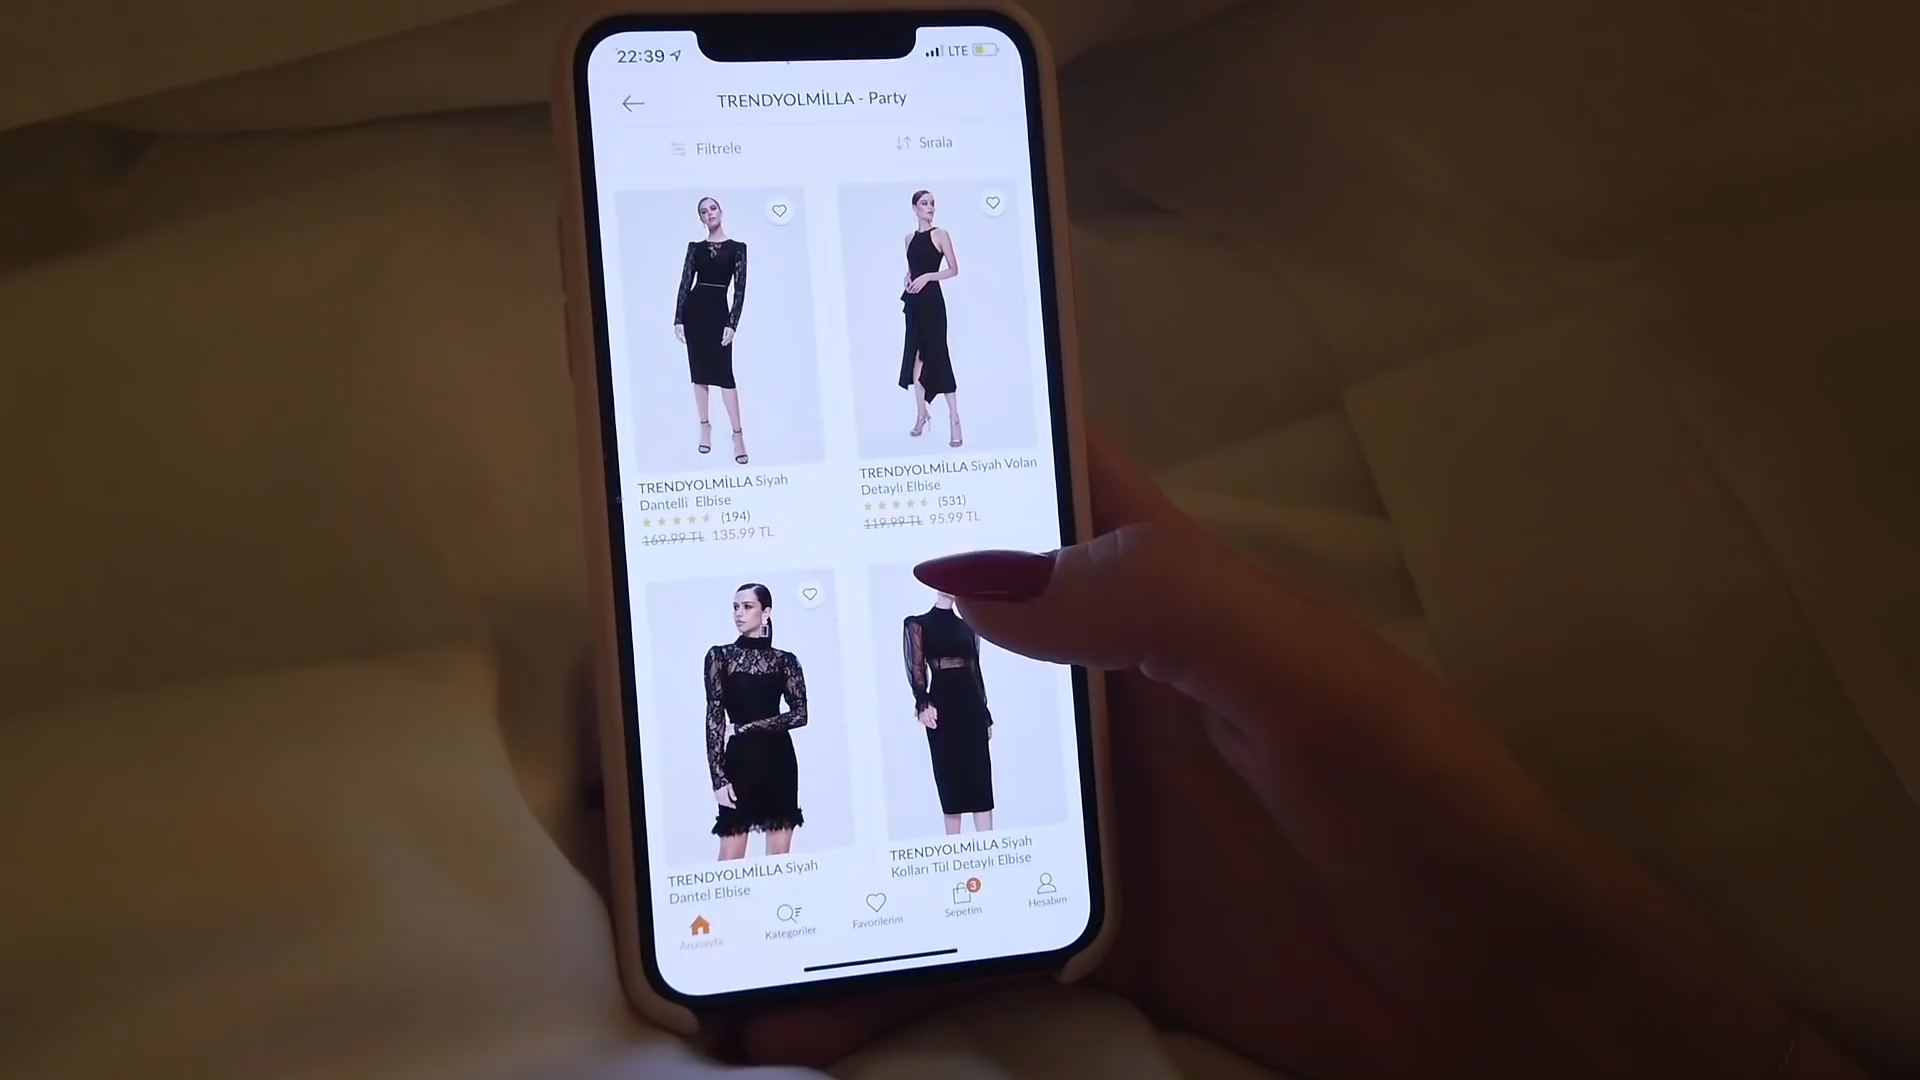 22:39
LTE
TRENDYOLMİLLA - Party
Filtrele
Sırala
TRENDYOLMİLLA Siyah
Dantelli Elbise
(194)
169.99 TL 135.99 TL
TRENDYOLMİLLA Siyah Volan
Detaylı Elbise
(531)
119.99 TL 95.99 TL
TRENDYOLMİLLA Siyah
Dantel Elbise
TRENDYOLMİLLA Siyah
Kolları Tül Detaylı Elbise
Anasayfa
Kategoriler
Favorilerim
3
Sepetim
Hesabım